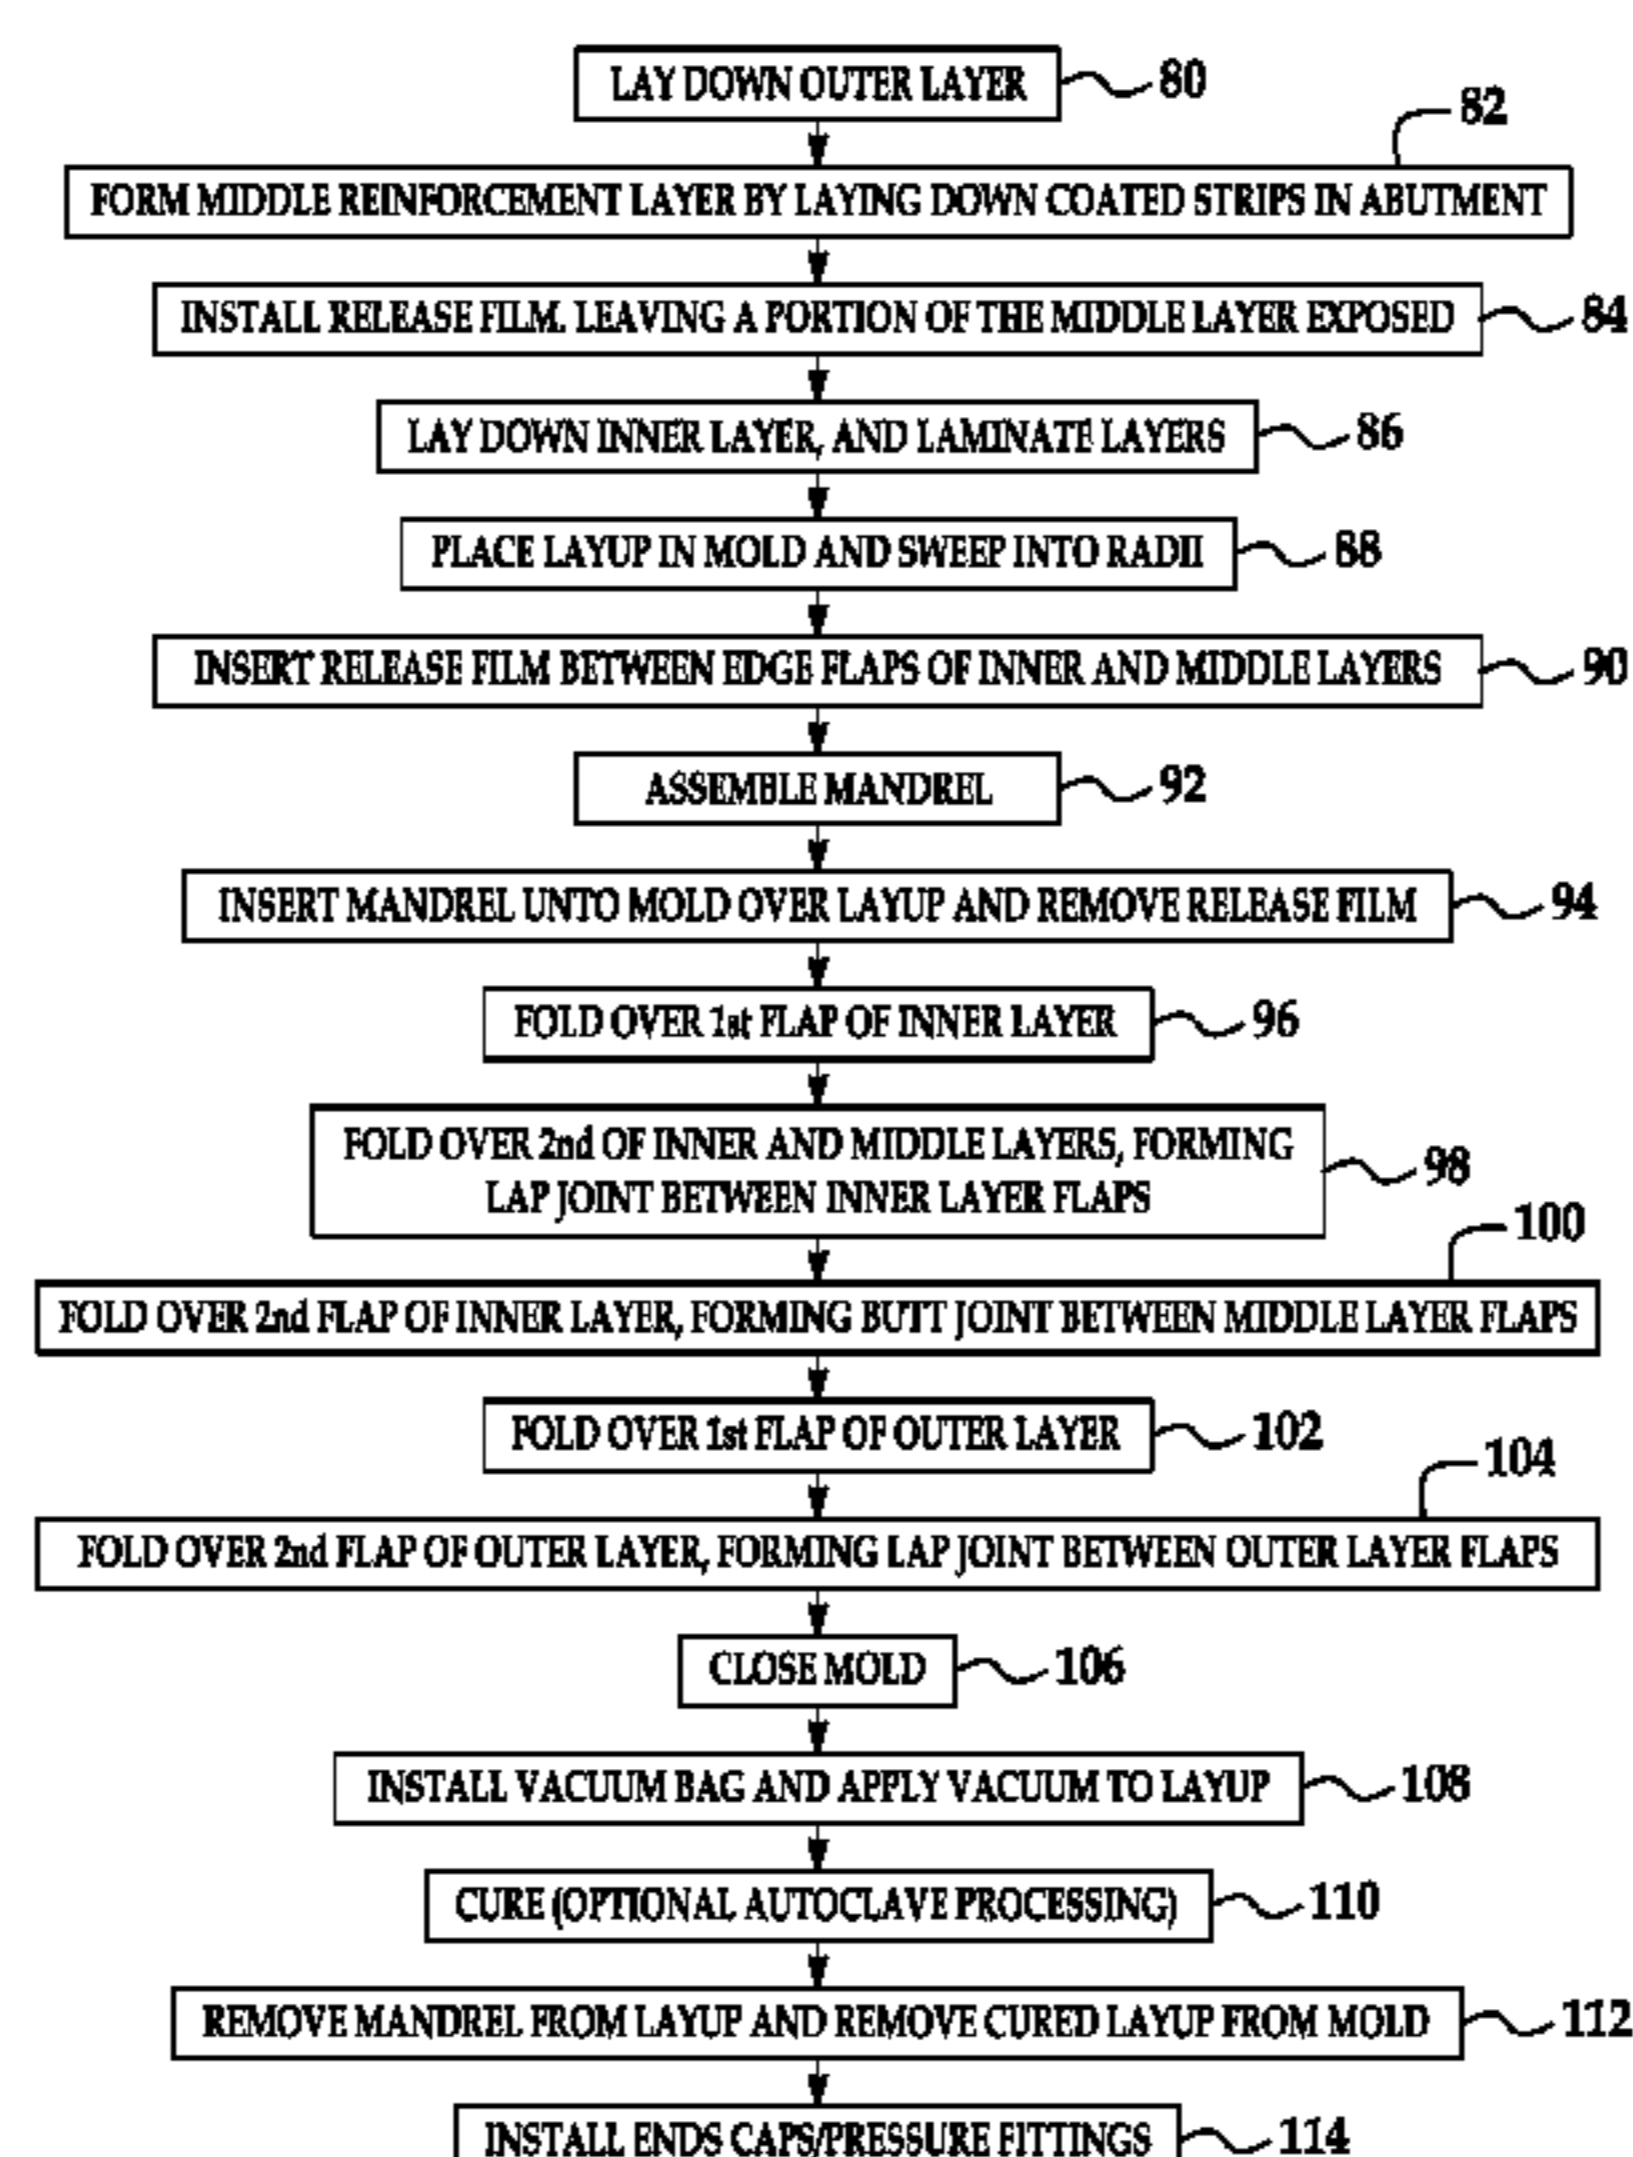 LAY DOWN OUTER LAYER 80
82
FORM MIDDLE REINFORCEMENT LAYER BY LAYING DOWN COATED STRIPS IN ABUTMENT
INSTALL RELEASE FILM. LEAVING A PORTION OF THE MIDDLE LAYER EXPOSED 84
LAY DOWN INNER LAYER, AND LAMINATE LAYERS 86
PLACE LAYUP IN MOLD AND SWEEP INTO RADII 88
INSERT RELEASE FILM BETWEEN EDGE FLAPS OF INNER AND MIDDLE LAYERS 90
ASSEMBLE MANDREL 92
INSERT MANDREL UNTO MOLD OVER LAYUP AND REMOVE RELEASE FILM 94
FOLD OVER 1st FLAP OF INNER LAYER 96
FOLD OVER 2nd OF INNER AND MIDDLE LAYERS, FORMING
LAP JOINT BETWEEN INNER LAYER FLAPS 98
100
FOLD OVER 2nd FLAP OF INNER LAYER, FORMING BUTT JOINT BETWEEN MIDDLE LAYER FLAPS
FOLD OVER 1st FLAP OF OUTER LAYER 102
104
FOLD OVER 2nd FLAP OF OUTER LAYER, FORMING LAP JOINT BETWEEN OUTER LAYER FLAPS
CLOSE MOLD 106
INSTALL VACUUM BAG AND APPLY VACUUM TO LAYUP 108
CURE (OPTIONAL AUTOCLAVE PROCESSING) 110
REMOVE MANDREL FROM LAYUP AND REMOVE CURED LAYUP FROM MOLD 112
INSTALL ENDS CAPS/PRESSURE FITTINGS 114